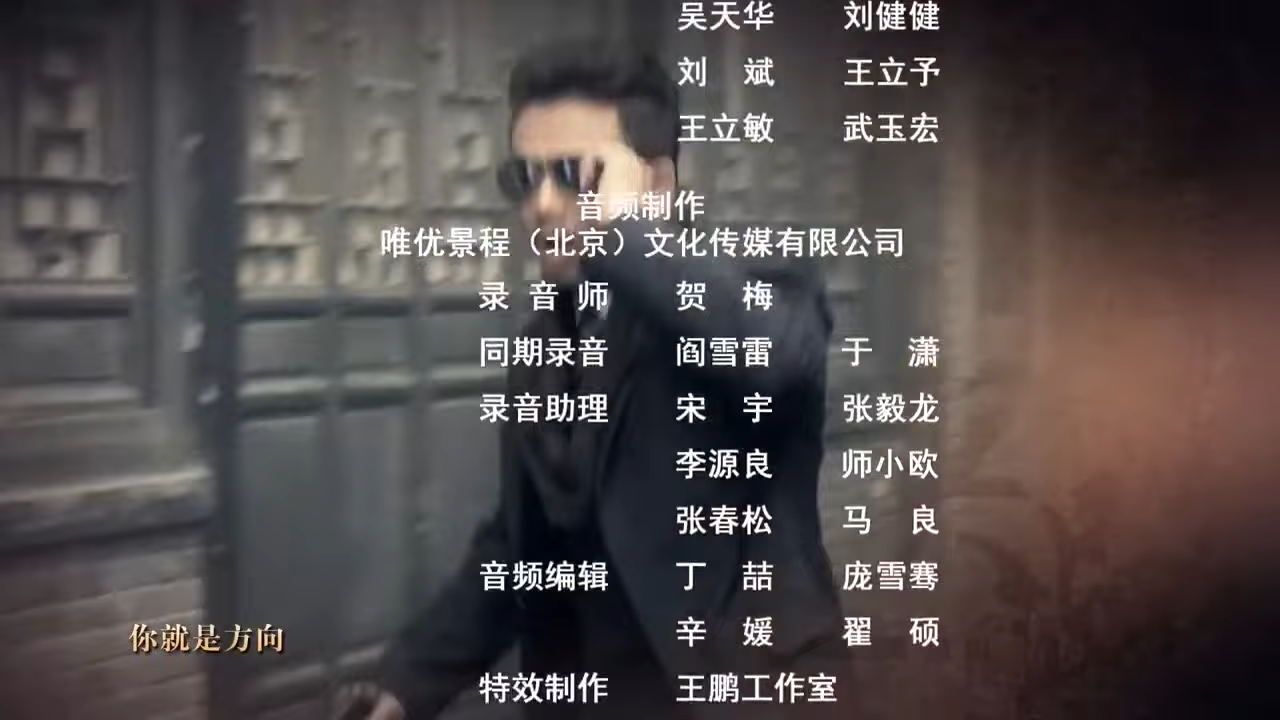 吴天华 刘健健
刘 斌 王立予
王立敏 武玉宏
音频制作
唯优景程（北京）文化传媒有限公司
录音师 贺 梅
同期录音 阎雪雷 于 潇
录音助理 宋 宇 张毅龙
李源良 师小欧
张春松 马 良
音频编辑 丁 喆 庞雪骞
辛 媛 翟 硕
你就是方向
特效制作 王鹏工作室